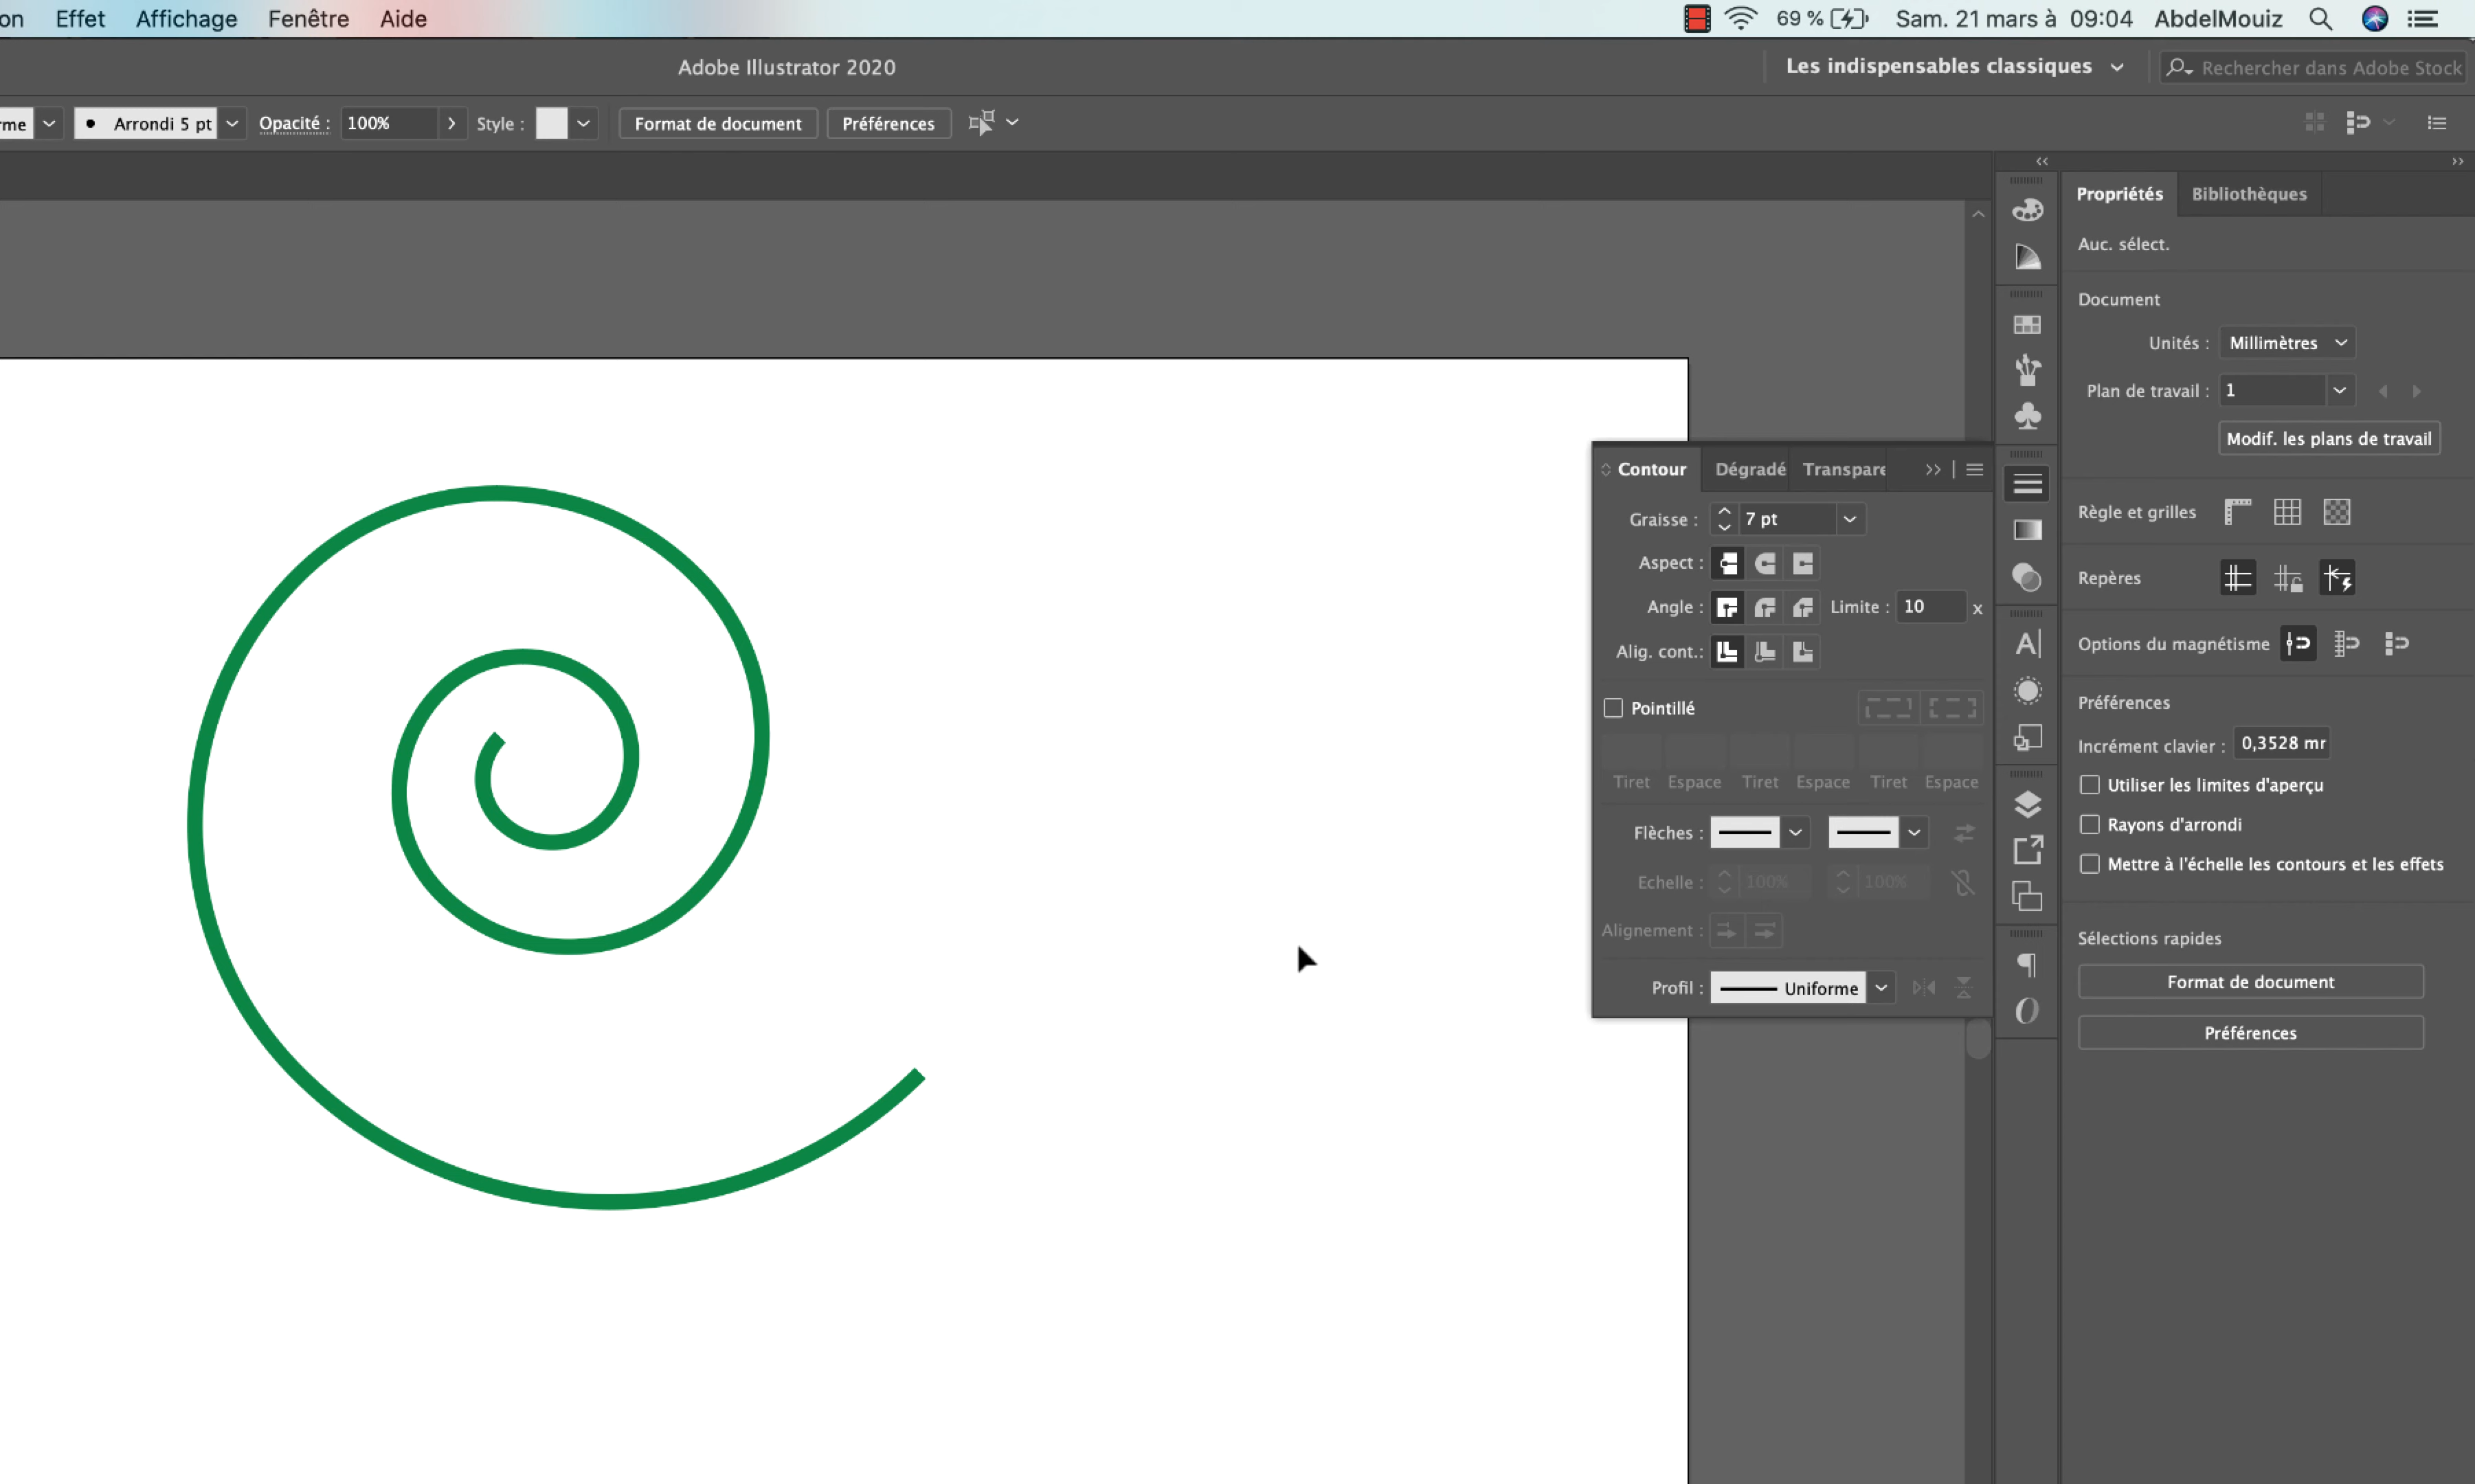 on Effet Affichage Fenêtre Aide 69 % Sam. 21 mars à 09:04 AbdelMouiz
Adobe Illustrator 2020 Les indispensables classiques Rechercher dans Adobe Stock
rme Arrondi 5 pt Opacité : 100% Style : Format de document Préférences
Propriétés Bibliothèques
Auc. sélect.
Document
Unités : Millimètres
Plan de travail : 1
Modif. les plans de travail
Règle et grilles
Repères
Options du magnétisme
Préférences
Incrément clavier : 0,3528 mr
Utiliser les limites d'aperçu
Rayons d'arrondi
Mettre à l'échelle les contours et les effets
Sélections rapides
Format de document
Préférences
Contour Dégradé Transpare
Graisse : 7 pt
Aspect :
Angle : Limite : 10 x
Alig. cont.:
Pointillé
Tiret Espace Tiret Espace Tiret Espace
Flèches :
Echelle : 100% 100%
Alignement :
Profil : Uniforme